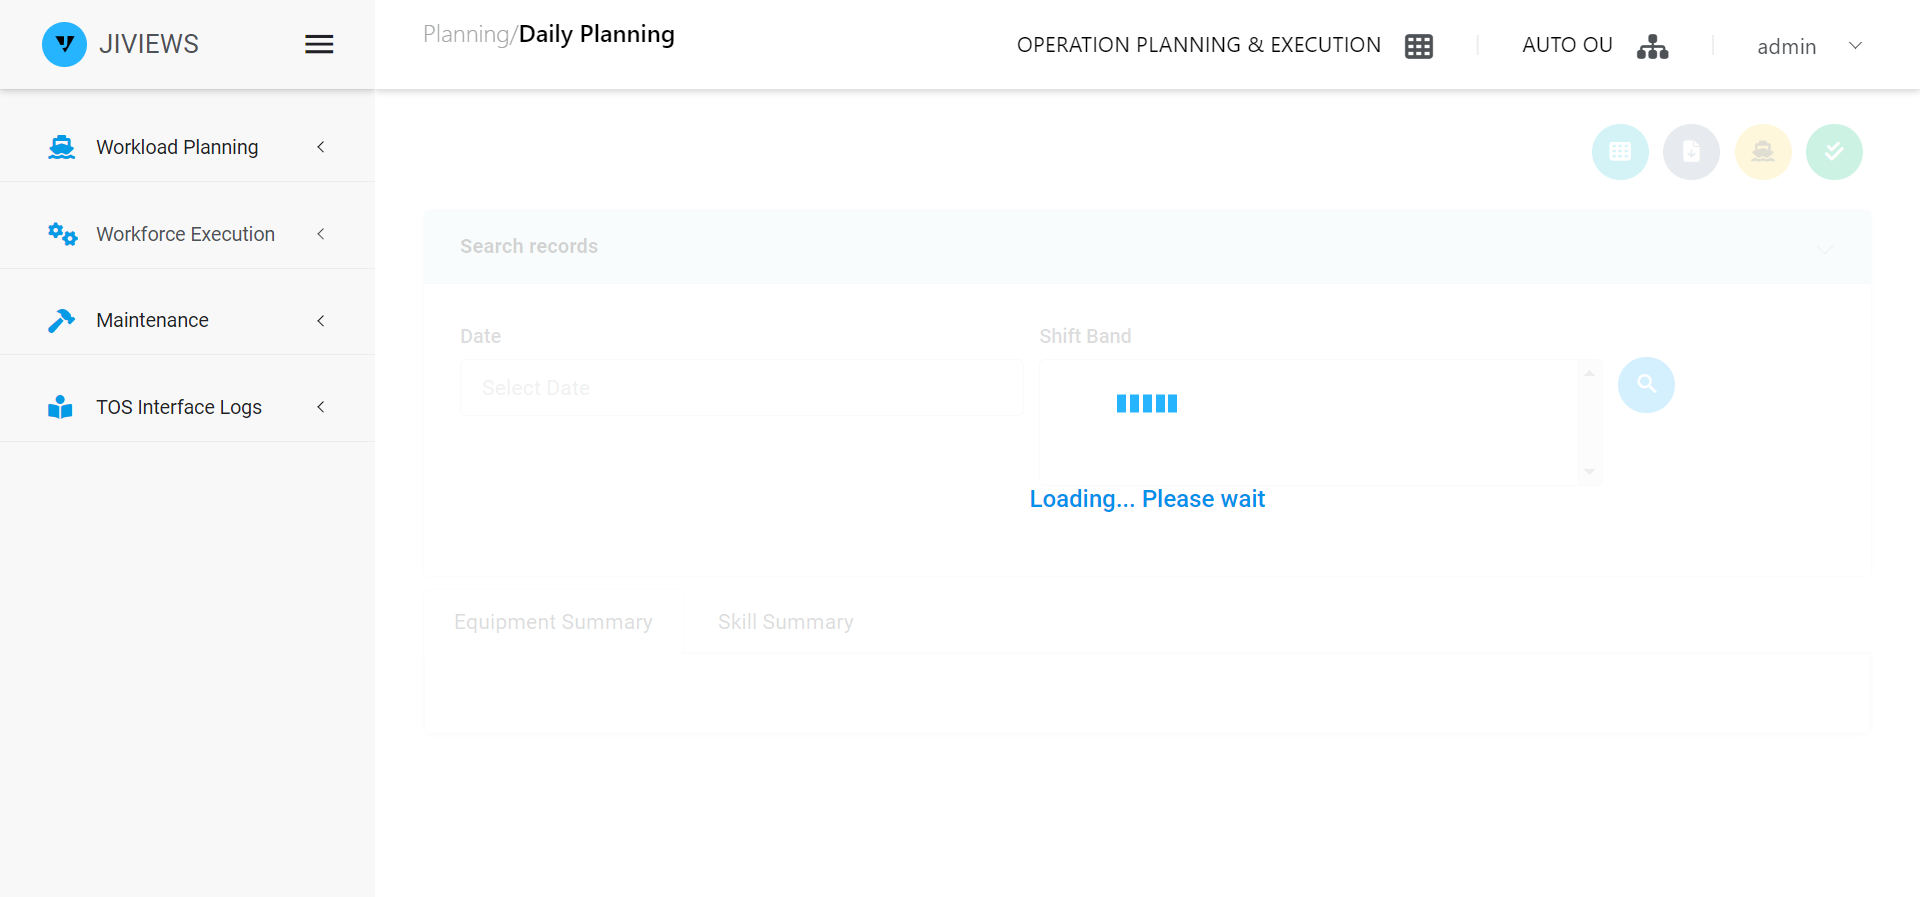 JIVIEWS
Planning/Daily Planning
OPERATION PLANNING & EXECUTION
AUTO OU
admin
Workload Planning
Workforce Execution
Maintenance
TOS Interface Logs
Search records
Date
Shift Band
Select Date
Loading... Please wait
Equipment Summary
Skill Summary